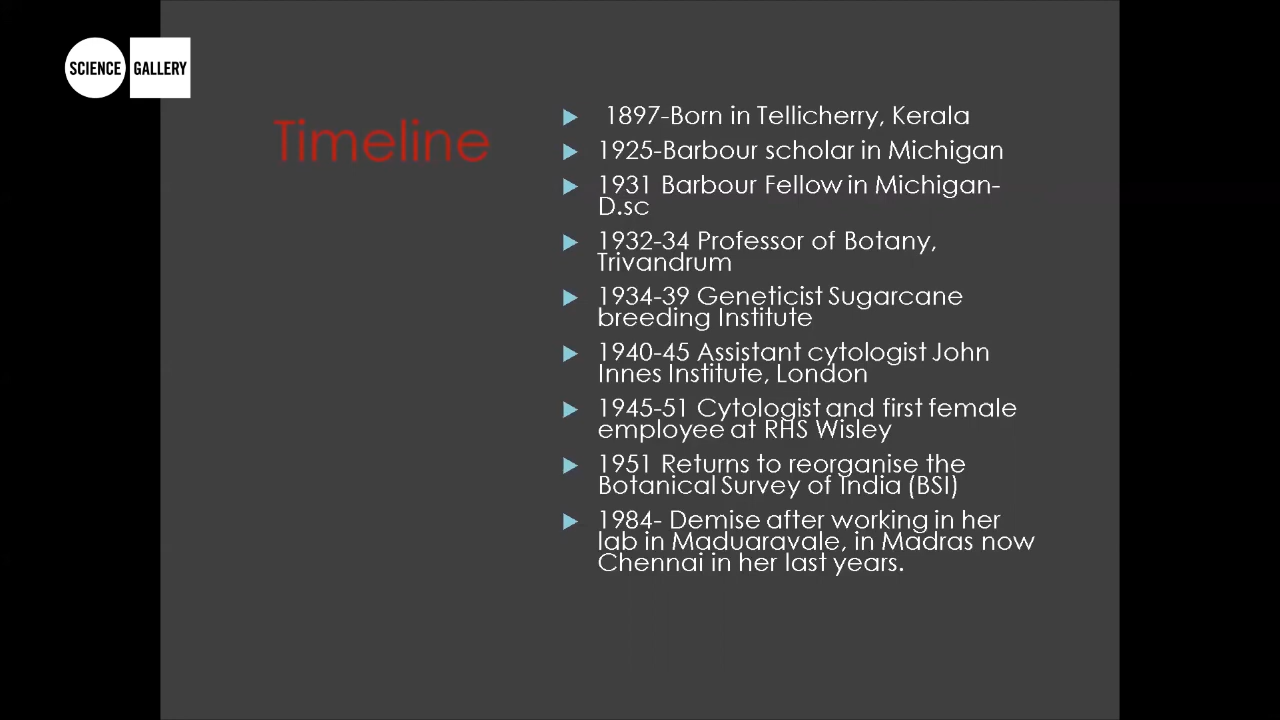 SCIENCE GALLERY
Timeline
1897-Born in Tellicherry, Kerala
1925-Barbour scholar in Michigan
1931 Barbour Fellow in Michigan-
D.sc
1932-34 Professor of Botany,
Trivandrum
1934-39 Geneticist Sugarcane
breeding Institute
1940-45 Assistant cytologist John
Innes Institute, London
1945-51 Cytologist and first female
employee at RHS Wisley
1951 Returns to reorganise the
Botanical Survey of India (BSI)
1984- Demise after working in her
lab in Maduaravale, in Madras now
Chennai in her last years.